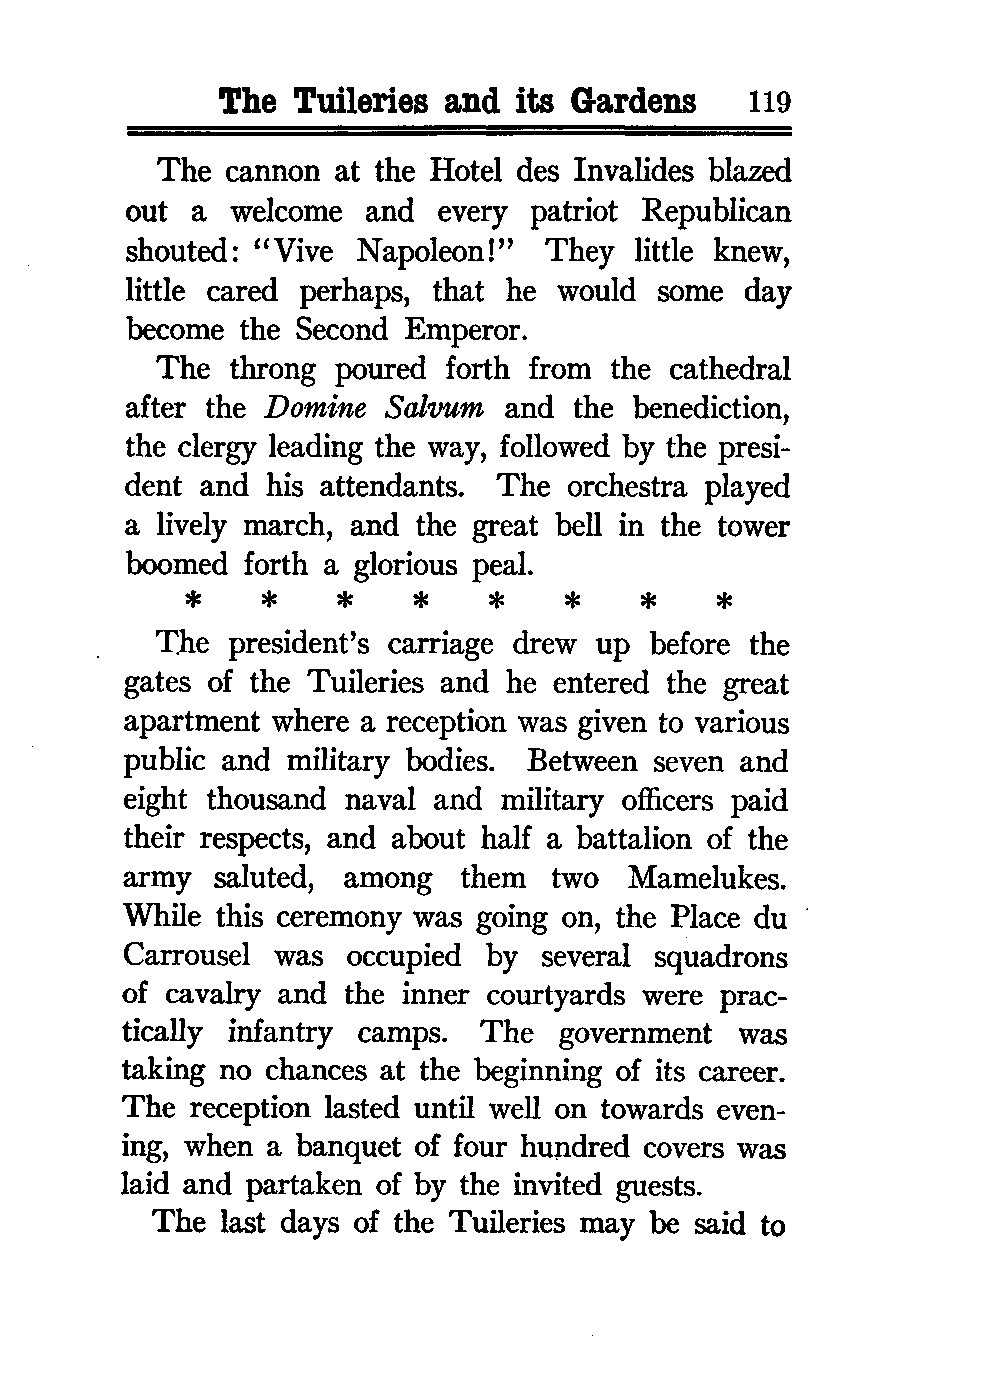 The Tuileries and its Gardens 119
The cannon at the Hotel des Invalides blazed
out a welcome and every patriot Republican
shouted: “Vive Napoleon!” They little knew,
little cared perhaps, that he would some day
become the Second Emperor.
The throng poured forth from the cathedral
after the Domine Salvum and the benediction,
the clergy leading the way, followed by the presi-
dent and his attendants. The orchestra played
a lively march, and the great bell in the tower
boomed forth a glorious peal.
* * * * * * * *
The president’s carriage drew up before the
gates of the Tuileries and he entered the great
apartment where a reception was given to various
public and military bodies. Between seven and
eight thousand naval and military officers paid
their respects, and about half a battalion of the
army saluted, among them two Mamelukes.
While this ceremony was going on, the Place du
Carrousel was occupied by several squadrons
of cavalry and the inner courtyards were prac-
tically infantry camps. The government was
taking no chances at the beginning of its career.
The reception lasted until well on towards even-
ing, when a banquet of four hundred covers was
laid and partaken of by the invited guests.
The last days of the Tuileries may be said to